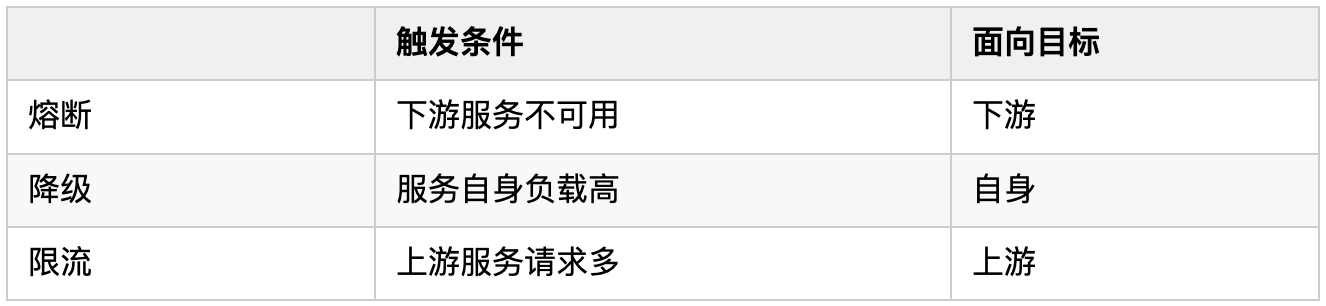 触发条件 面向目标
熔断 下游服务不可用 下游
降级 服务自身负载高 自身
限流 上游服务请求多 上游